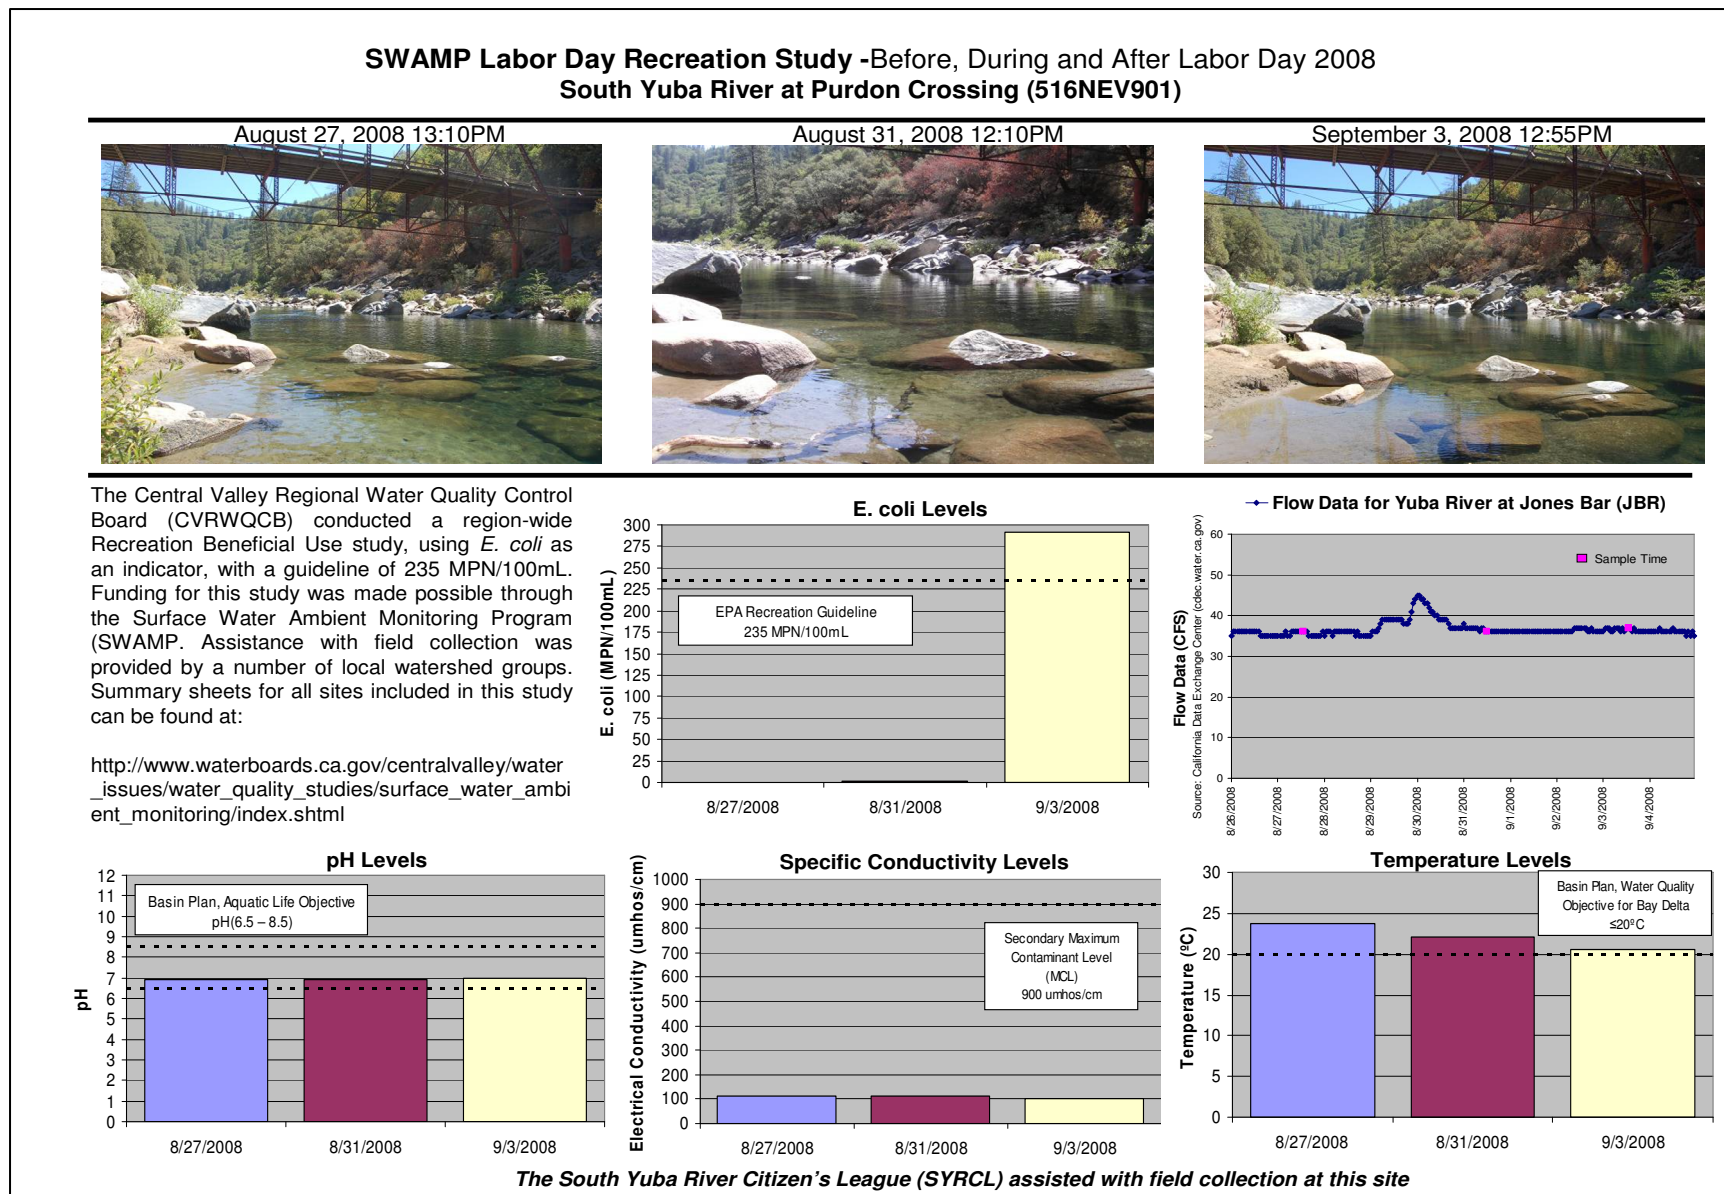 SWAMP Labor Day Recreation Study -Before, During and After Labor Day 2008
South Yuba River at Purdon Crossing (516NEV901)
August 27, 2008 13:10PM
August 31, 2008 12:10PM
September 3, 2008 12:55PM
The Central Valley Regional Water Quality Control
Board (CVRWQCB) conducted a region-wide
Recreation Beneficial Use study, using E. coli as
an indicator, with a guideline of 235 MPN/100mL.
Funding for this study was made possible through
the Surface Water Ambient Monitoring Program
(SWAMP. Assistance with field collection was
provided by a number of local watershed groups.
Summary sheets for all sites included in this study
can be found at:
http://www.waterboards.ca.gov/centralvalley/water
_issues/water_quality_studies/surface_water_ambi
ent_monitoring/index.shtml
E. coli Levels
E. coli (MPN/100mL)
300
275
250
225
200
175
150
125
100
75
50
25
0
EPA Recreation Guideline
235 MPN/100mL
8/27/2008
8/31/2008
9/3/2008
Flow Data for Yuba River at Jones Bar (JBR)
Flow Data (CFS)
Source: California Data Exchange Center (cdec.water.ca.gov)
60
50
40
30
20
10
0
Sample Time
8/26/2008
8/27/2008
8/28/2008
8/29/2008
8/30/2008
8/31/2008
9/1/2008
9/2/2008
9/3/2008
9/4/2008
pH Levels
pH
12
11
10
9
8
7
6
5
4
3
2
1
0
Basin Plan, Aquatic Life Objective
pH(6.5 – 8.5)
8/27/2008
8/31/2008
9/3/2008
Specific Conductivity Levels
Electrical Conductivity (umhos/cm)
1000
900
800
700
600
500
400
300
200
100
0
Secondary Maximum
Contaminant Level
(MCL)
900 umhos/cm
8/27/2008
8/31/2008
9/3/2008
Temperature Levels
Temperature (ºC)
30
25
20
15
10
5
0
Basin Plan, Water Quality
Objective for Bay Delta
≤20ºC
8/27/2008
8/31/2008
9/3/2008
The South Yuba River Citizen's League (SYRCL) assisted with field collection at this site